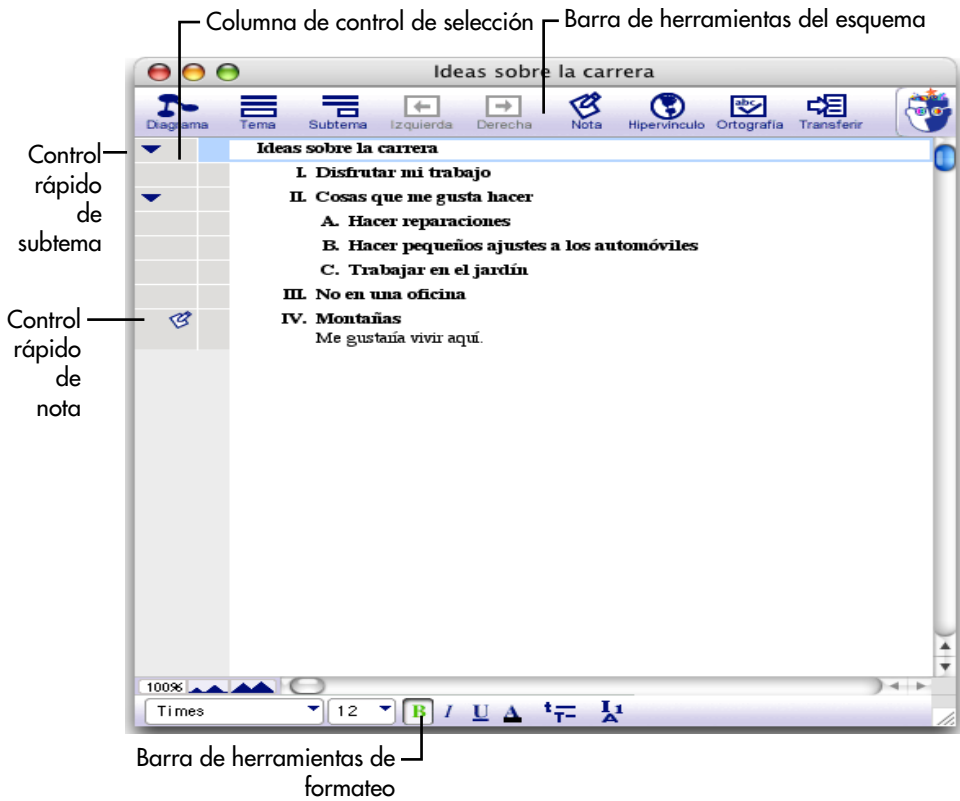 Columna de control de selección
Barra de herramientas del esquema
Ideas sobre la carrera
Diagrama Tema Subtema Izquierda Derecha Nota Hipervínculo Ortografía Transferir
abc
Control
rápido
de
subtema
Ideas sobre la carrera
I. Disfrutar mi trabajo
II. Cosas que me gusta hacer
A. Hacer reparaciones
B. Hacer pequeños ajustes a los automóviles
C. Trabajar en el jardín
III. No en una oficina
Control
rápido
de
nota
IV. Montañas
Me gustaría vivir aquí.
100%
Times 12 B I U A t T I A 1
Barra de herramientas de
formateo